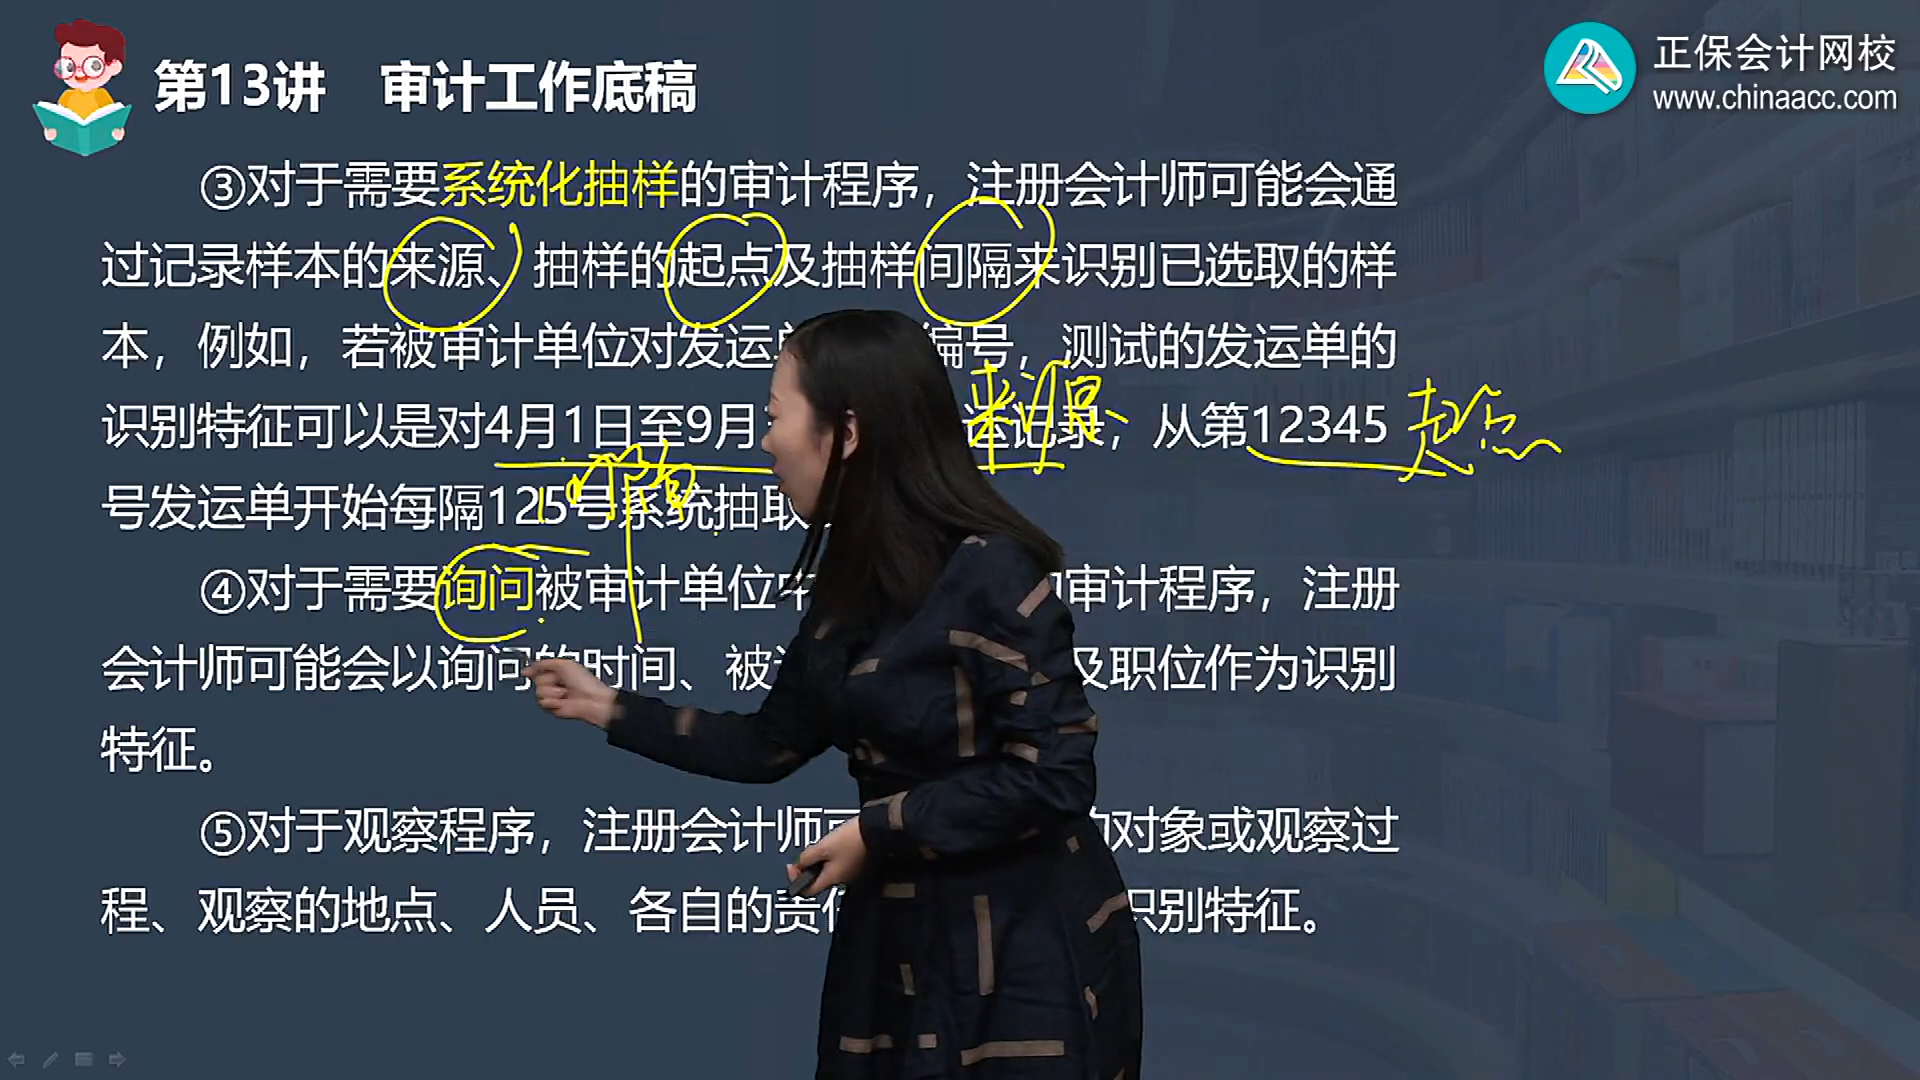 第13讲 审计工作底稿
正保会计网校
www.chinaacc.com
③对于需要系统化抽样的审计程序，注册会计师可能会通
过记录样本的来源、抽样的起点及抽样间隔来识别已选取的样
本，例如，若被审计单位对发运单 编号，测试的发运单的
来源
识别特征可以是对4月1日至9月 运记录，从第12345
起点
间隔
号发运单开始每隔125号系统抽取
④对于需要询问被审计单位中 的审计程序，注册
会计师可能会以询问的时间、被 及职位作为识别
特征。
⑤对于观察程序，注册会计师可 的对象或观察过
程、观察的地点、人员、各自的责任 识别特征。